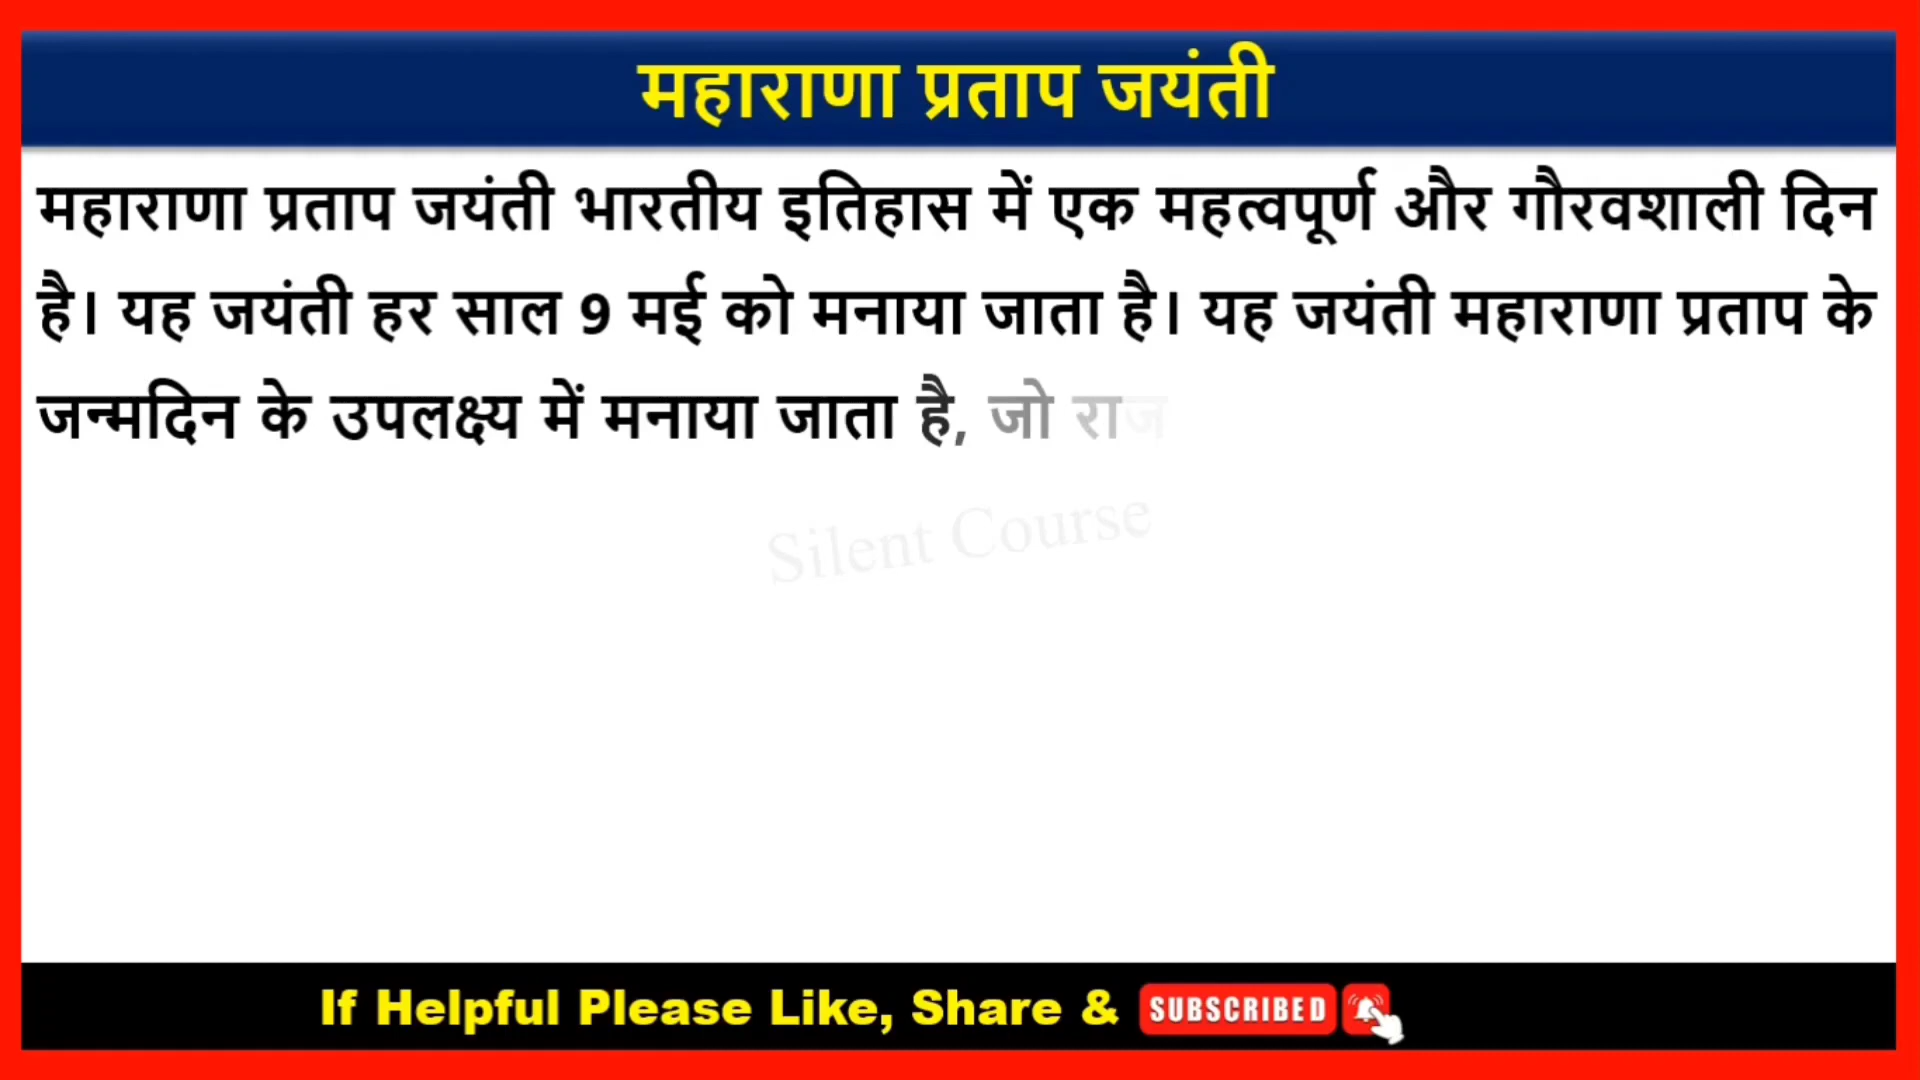 महाराणा प्रताप जयंती
महाराणा प्रताप जयंती भारतीय इतिहास में एक महत्वपूर्ण और गौरवशाली दिन
है। यह जयंती हर साल 9 मई को मनाया जाता है। यह जयंती महाराणा प्रताप के
जन्मदिन के उपलक्ष्य में मनाया जाता है, जो राज
Silent Course
If Helpful Please Like, Share & SUBSCRIBED